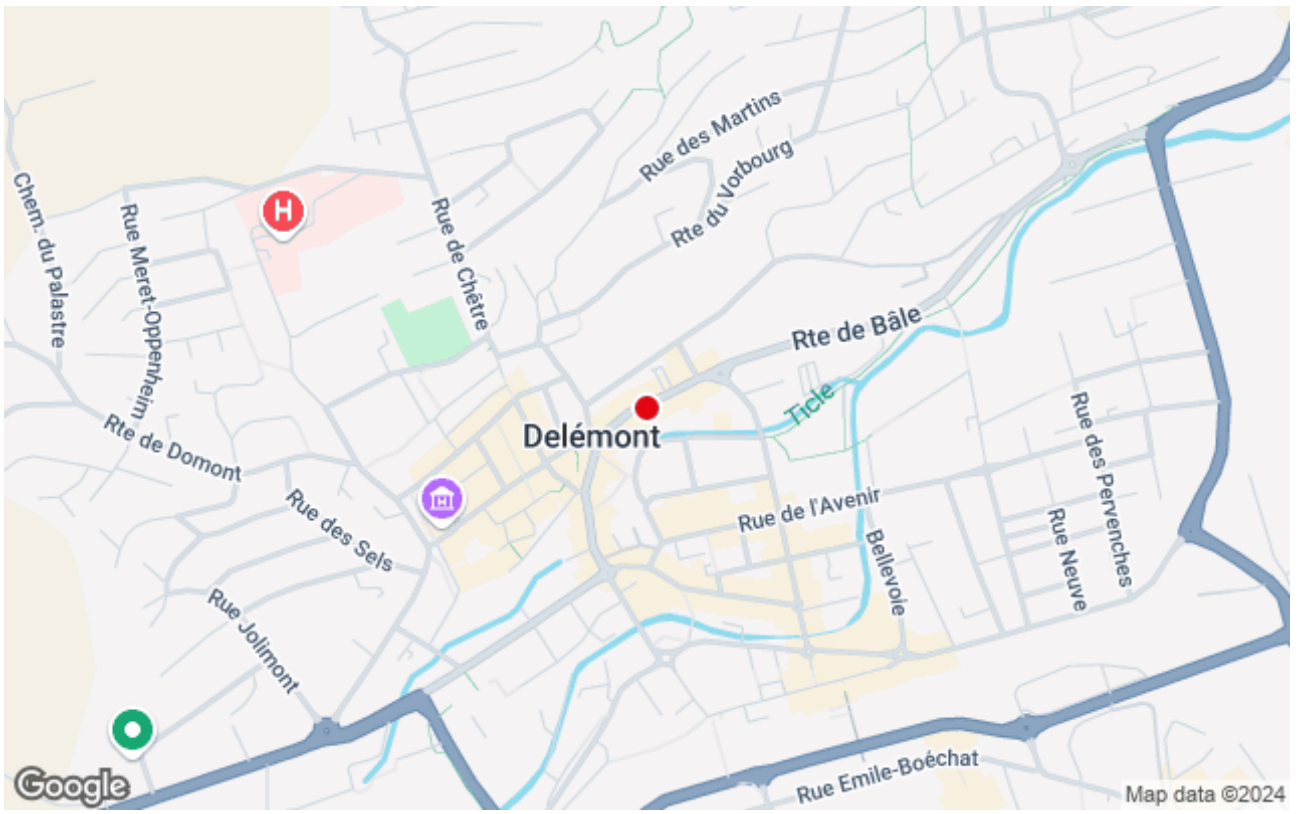 Rue des Martins
Rte du Vorbourg
Chem. du Palastre
Rue Meret-Oppenheim
H
Rue de Chêtre
Rte de Bâle
Ticle
Delémont
Rte de Domont
Rue des Sels
H
Rue de l'Avenir
Rue des Pervenches
Rue Neuve
Bellevoie
Rue Jolimont
Rue Emile-Boéchat
Google
Map data ©2024